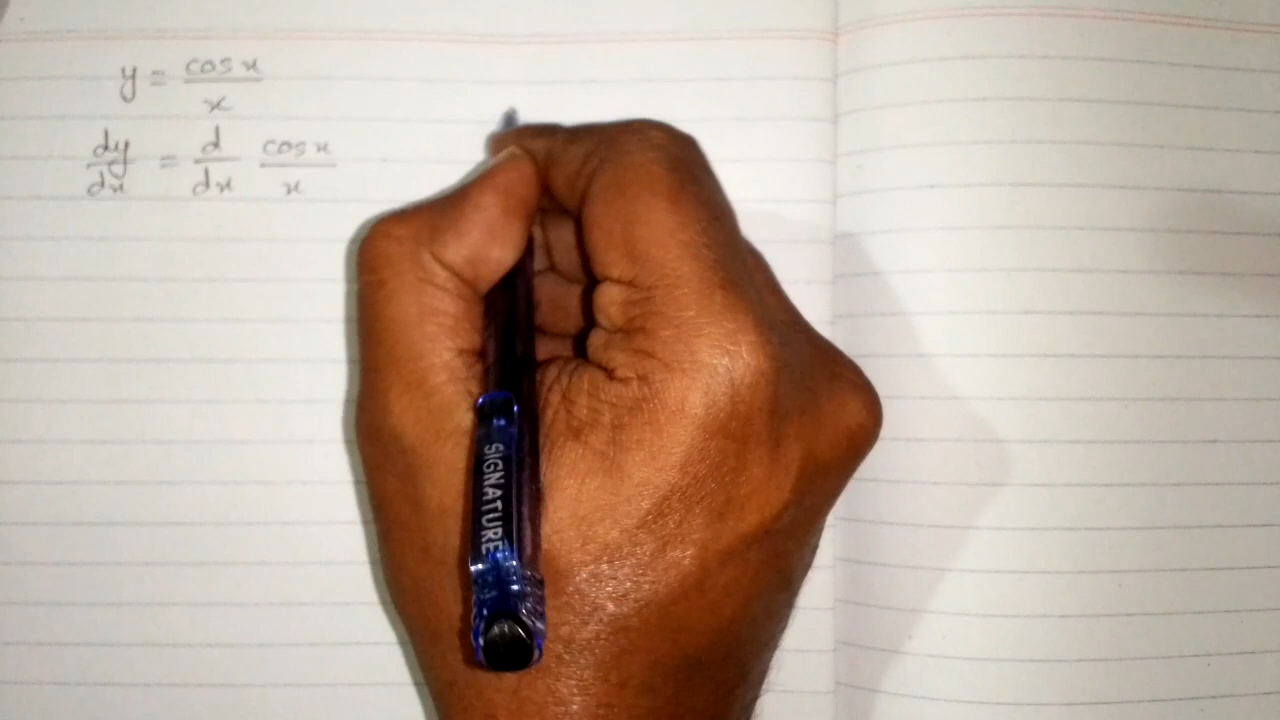 y = cos x / x
dy/dx = d/dx cos x / x
SIGNATURE